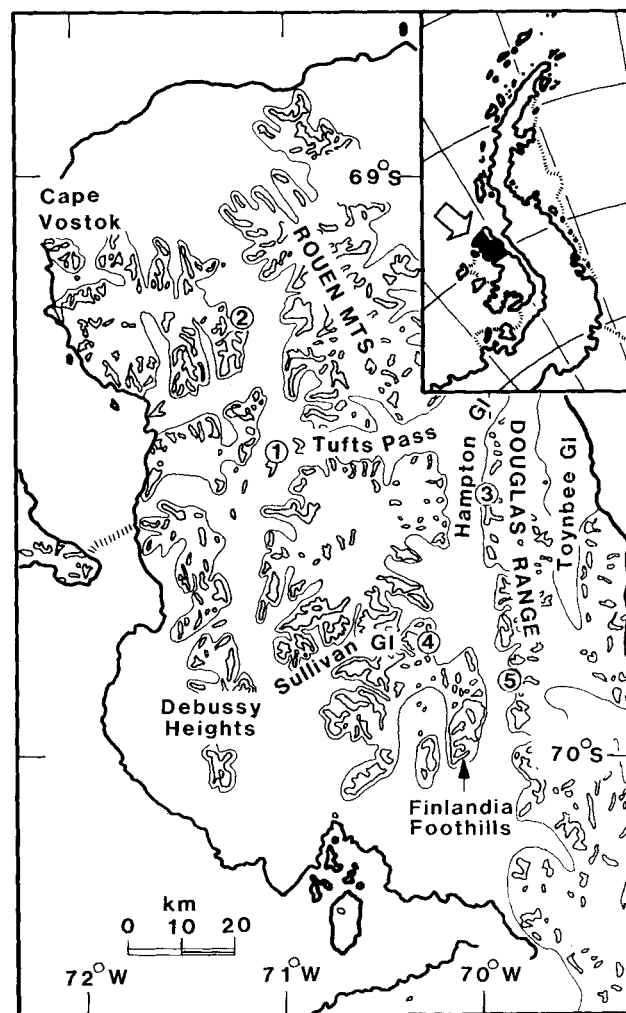 69°S
Cape
Vostok
ROUEN MTS
2
1
Tufts Pass
Hampton Gl
3
DOUGLAS RANGE
Toynbee Gl
Sullivan Gl
4
5
Debussy
Heights
70°S
Finlandia
Foothills
km
0 10 20
72°W
71°W
70°W